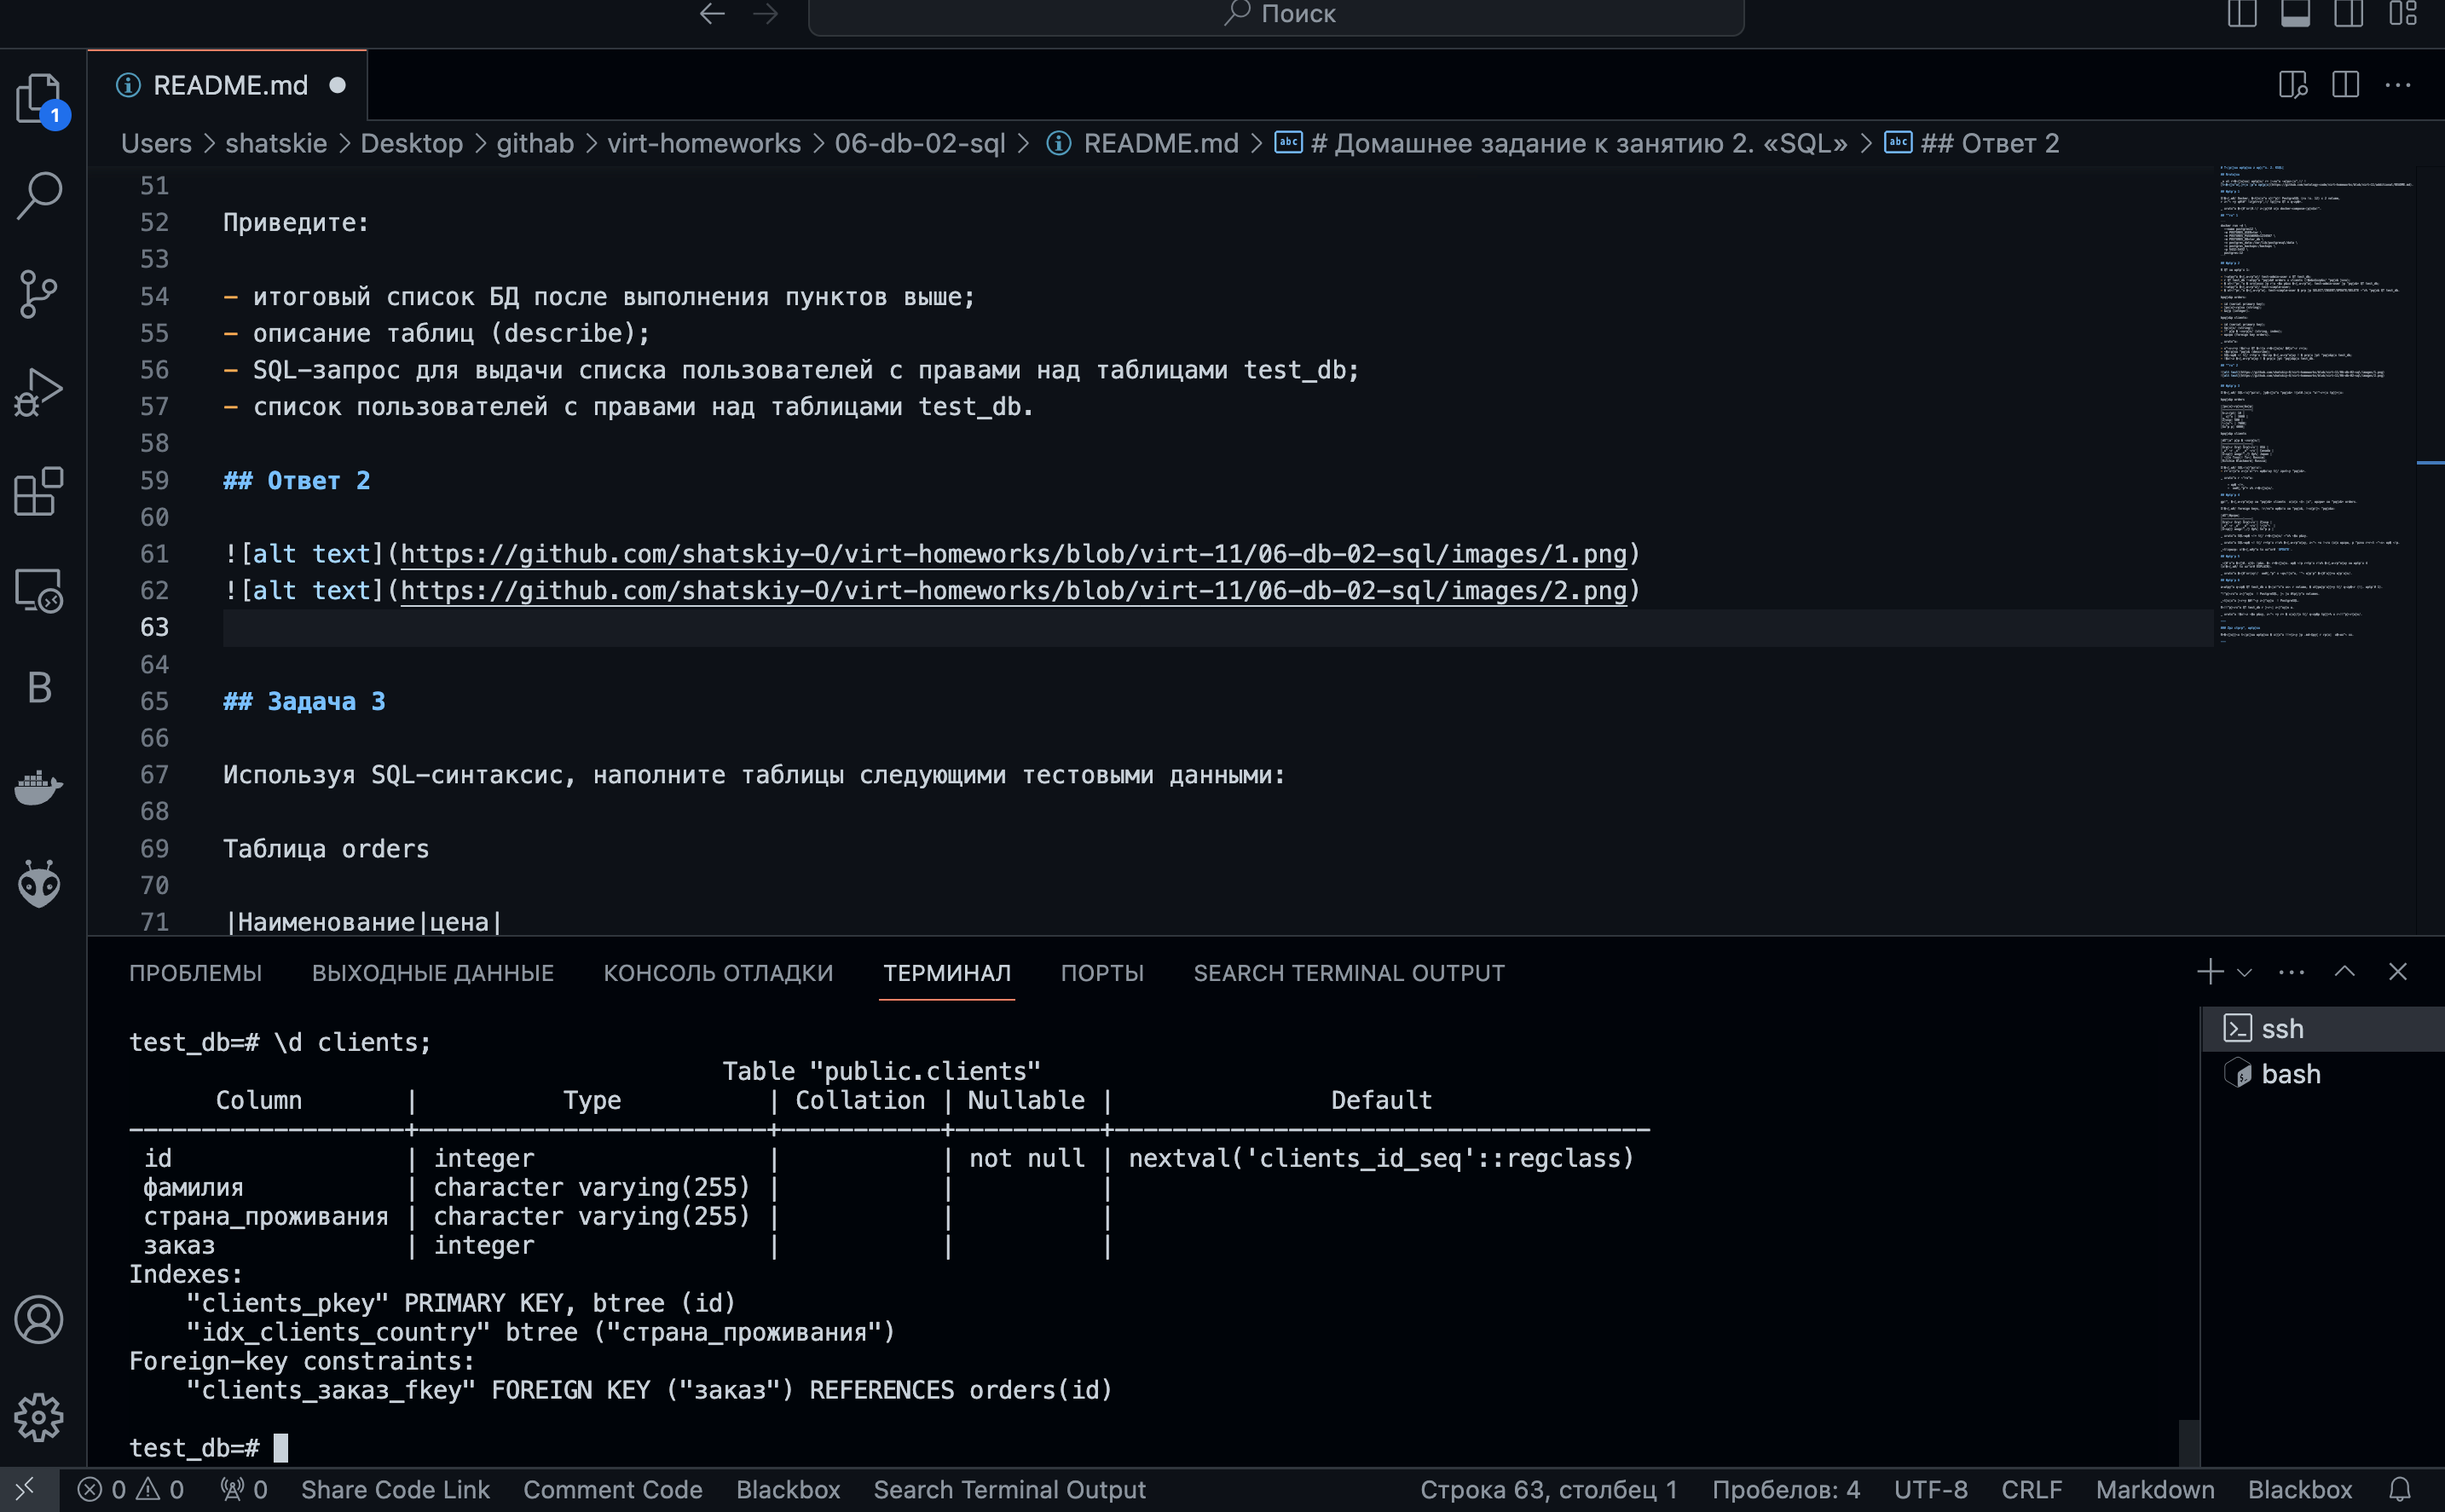 Поиск
README.md
1
Users > shatskie > Desktop > githab > virt-homeworks > 06-db-02-sql > README.md > # Домашнее задание к занятию 2. «SQL» > ## Ответ 2
51
52 Приведите:
53
54 - итоговый список БД после выполнения пунктов выше;
55 - описание таблиц (describe);
56 - SQL-запрос для выдачи списка пользователей с правами над таблицами test_db;
57 - список пользователей с правами над таблицами test_db.
58
59 ## Ответ 2
60
61 ![alt text](https://github.com/shatskiy-O/virt-homeworks/blob/virt-11/06-db-02-sql/images/1.png)
62 ![alt text](https://github.com/shatskiy-O/virt-homeworks/blob/virt-11/06-db-02-sql/images/2.png)
63
64
65 ## Задача 3
66
67 Используя SQL-синтаксис, наполните таблицы следующими тестовыми данными:
68
69 Таблица orders
70
71 |Наименование|цена|
B
ПРОБЛЕМЫ ВЫХОДНЫЕ ДАННЫЕ КОНСОЛЬ ОТЛАДКИ ТЕРМИНАЛ ПОРТЫ SEARCH TERMINAL OUTPUT
ssh
bash
test_db=# \d clients;
Table "public.clients"
Column | Type | Collation | Nullable | Default
-------------------+------------------------+-----------+----------+-------------------------------------
id | integer | | not null | nextval('clients_id_seq'::regclass)
фамилия | character varying(255) | | |
страна_проживания | character varying(255) | | |
заказ | integer | | |
Indexes:
"clients_pkey" PRIMARY KEY, btree (id)
"idx_clients_country" btree ("страна_проживания")
Foreign-key constraints:
"clients_заказ_fkey" FOREIGN KEY ("заказ") REFERENCES orders(id)
test_db=#
0 0 0 Share Code Link Comment Code Blackbox Search Terminal Output Строка 63, столбец 1 Пробелов: 4 UTF-8 CRLF Markdown Blackbox